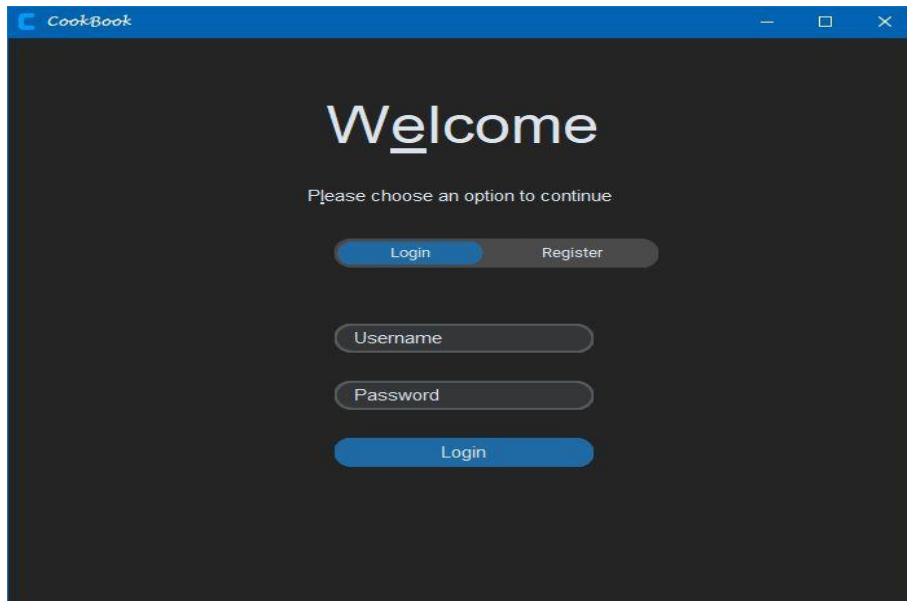 CookBook
Welcome
Please choose an option to continue
Login Register
Username
Password
Login